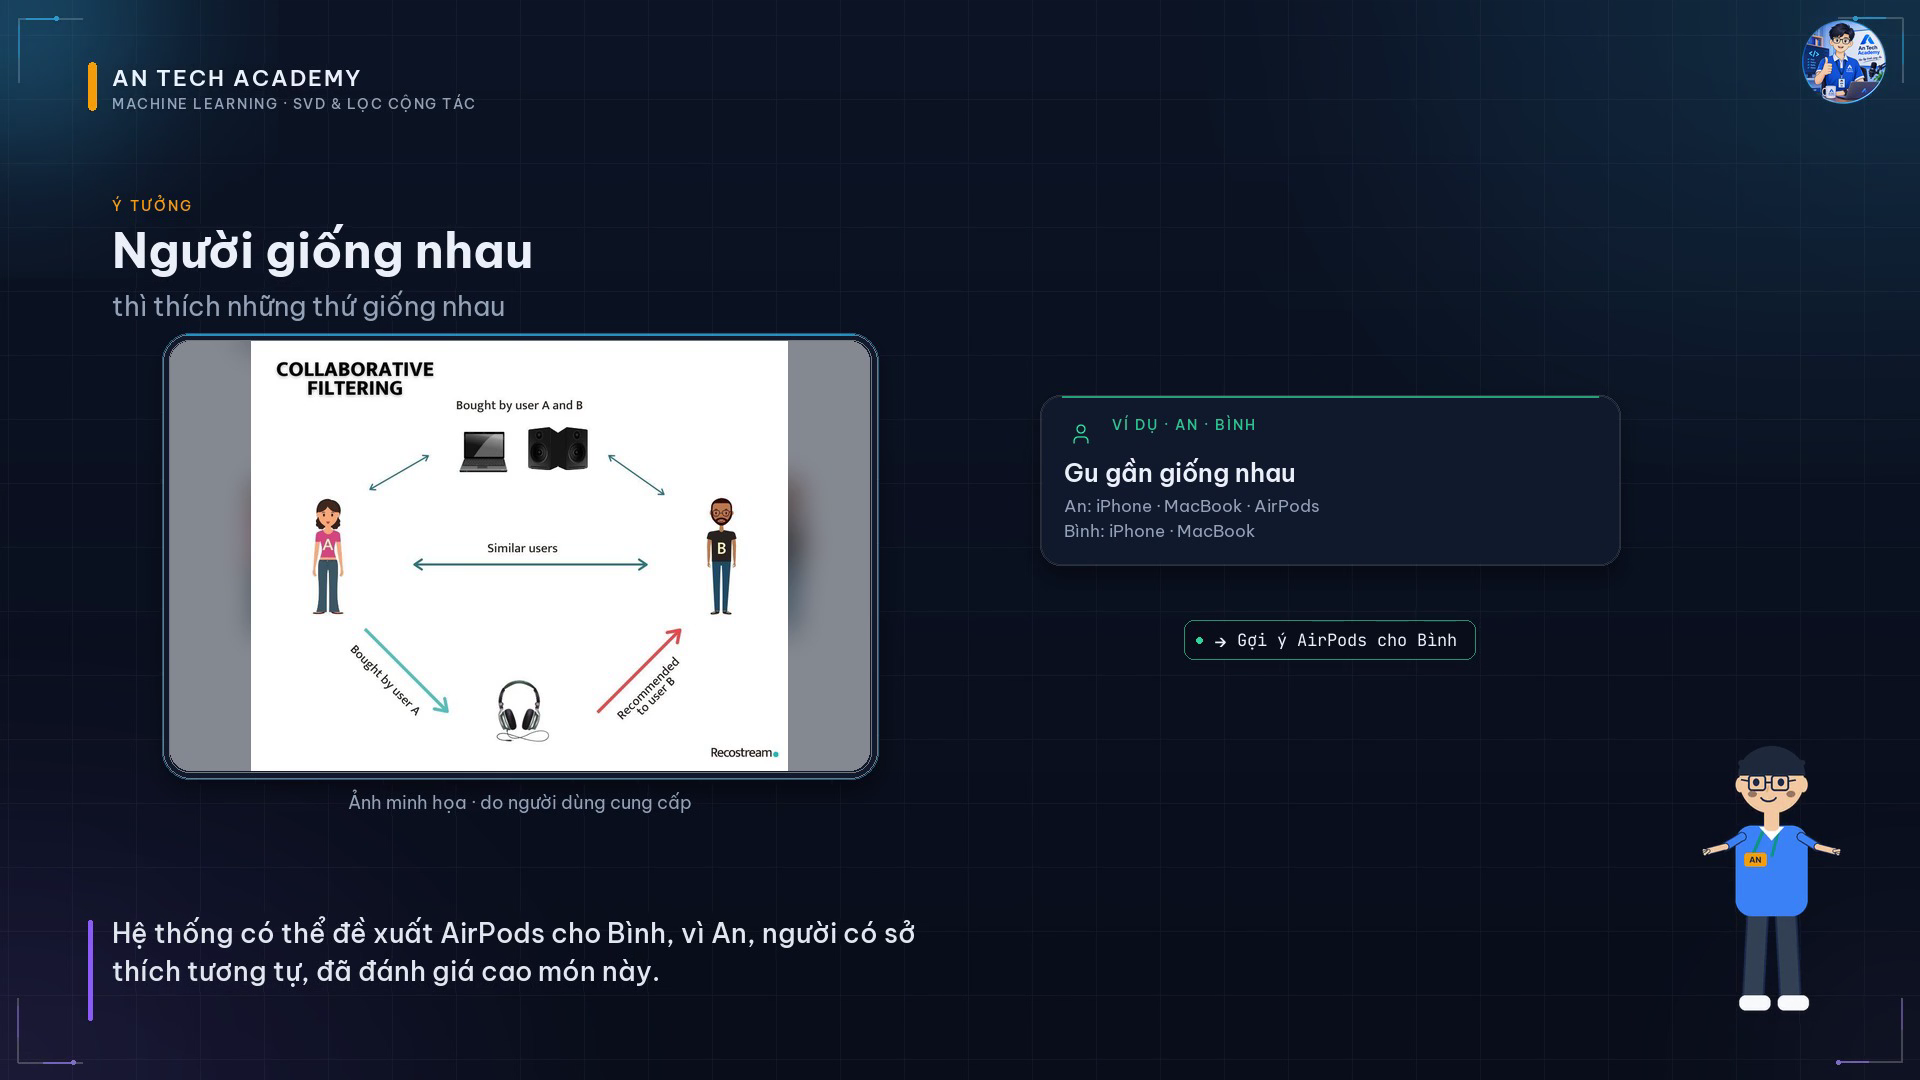 AN TECH ACADEMY
MACHINE LEARNING · SVD & LỌC CỘNG TÁC
An Tech
Academy
Ý TƯỞNG
Người giống nhau
thì thích những thứ giống nhau
COLLABORATIVE
FILTERING
Bought by user A and B
A
B
Similar users
Bought by user A
Recommended
to user B
Recostream
Ảnh minh họa · do người dùng cung cấp
VÍ DỤ · AN · BÌNH
Gu gần giống nhau
An: iPhone · MacBook · AirPods
Bình: iPhone · MacBook
→ Gợi ý AirPods cho Bình
AN
Hệ thống có thể đề xuất AirPods cho Bình, vì An, người có sở
thích tương tự, đã đánh giá cao món này.